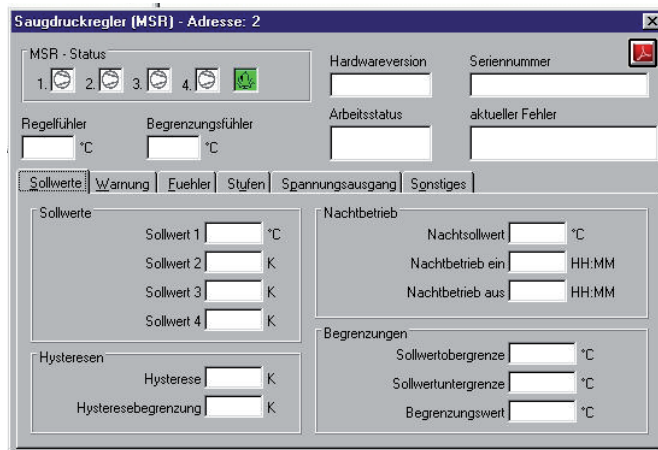 Saugdruckregler (MSR) - Adresse: 2
MSR - Status
1. 2. 3. 4.
Hardwareversion
Seriennummer
Regelfühler
°C
Begrenzungsfühler
°C
Arbeitsstatus
aktueller Fehler
Sollwerte Warnung Fuehler Stufen Spannungsausgang Sonstiges
Sollwerte
Sollwert 1 °C
Sollwert 2 K
Sollwert 3 K
Sollwert 4 K
Hysteresen
Hysterese K
Hysteresebegrenzung K
Nachtbetrieb
Nachtsollwert °C
Nachtbetrieb ein HH:MM
Nachtbetrieb aus HH:MM
Begrenzungen
Sollwertobergrenze °C
Sollwertuntergrenze °C
Begrenzungswert °C